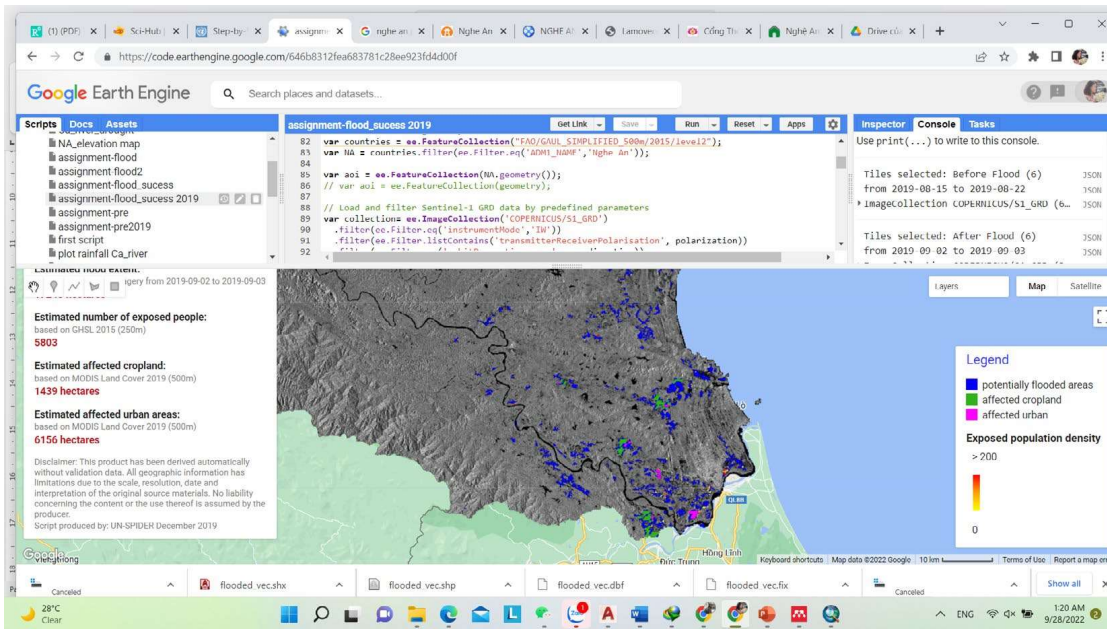 (1) (PDF)
Sci-Hub
Step-by-
assignm
nghe an
Nghe An
NGHE A
Lamover
Cổng Th
Nghệ An
Drive củ
https://code.earthengine.google.com/646b8312fea683781c28ee923fd4d00f
Google Earth Engine
Search places and datasets...
Scripts Docs Assets
NA_elevation map
assignment-flood
assignment-flood2
assignment-flood_sucess
assignment-flood_sucess 2019
assignment-pre
assignment-pre2019
first script
plot rainfall Ca_river
assignment-flood_sucess 2019
Get Link
Save
Run
Reset
Apps
82 var countries = ee.FeatureCollection("FAO/GAUL_SIMPLIFIED_500m/2015/level2");
83 var NA = countries.filter(ee.Filter.eq('ADM1_NAME','Nghe An'));
84
85 var aoi = ee.FeatureCollection(NA.geometry());
86 // var aoi = ee.FeatureCollection(geometry);
87
88 // Load and filter Sentinel-1 GRD data by predefined parameters
89 var collection= ee.ImageCollection('COPERNICUS/S1_GRD')
90 .filter(ee.Filter.eq('instrumentMode','IW'))
91 .filter(ee.Filter.listContains('transmitterReceiverPolarisation', polarization))
92
Inspector Console Tasks
Use print(...) to write to this console.
Tiles selected: Before Flood (6) JSON
from 2019-08-15 to 2019-08-22 JSON
ImageCollection COPERNICUS/S1_GRD (6… JSON
Tiles selected: After Flood (6) JSON
from 2019-09-02 to 2019-09-03 JSON
Estimated flood extent:
gery from 2019-09-02 to 2019-09-03
hectares
Estimated number of exposed people:
based on GHSL 2015 (250m)
5803
Estimated affected cropland:
based on MODIS Land Cover 2019 (500m)
1439 hectares
Estimated affected urban areas:
based on MODIS Land Cover 2019 (500m)
6156 hectares
Disclaimer: This product has been derived automatically
without validation data. All geographic information has
limitations due to the scale, resolution, date and
interpretation of the original source materials. No liability
concerning the content or the use thereof is assumed by the
producer.
Script produced by: UN-SPIDER December 2019
Layers
Map
Satellite
Legend
potentially flooded areas
affected cropland
affected urban
Exposed population density
> 200
0
QL8B
Hồng Lĩnh
Đức Trung
Google
Viengthong
Keyboard shortcuts
Map data ©2022 Google
10 km
Terms of Use
Report a map err
Canceled
flooded_vec.shx
flooded_vec.shp
flooded_vec.dbf
flooded_vec.fix
Canceled
Show all
28°C
Clear
ENG
1:20 AM
9/28/2022
2